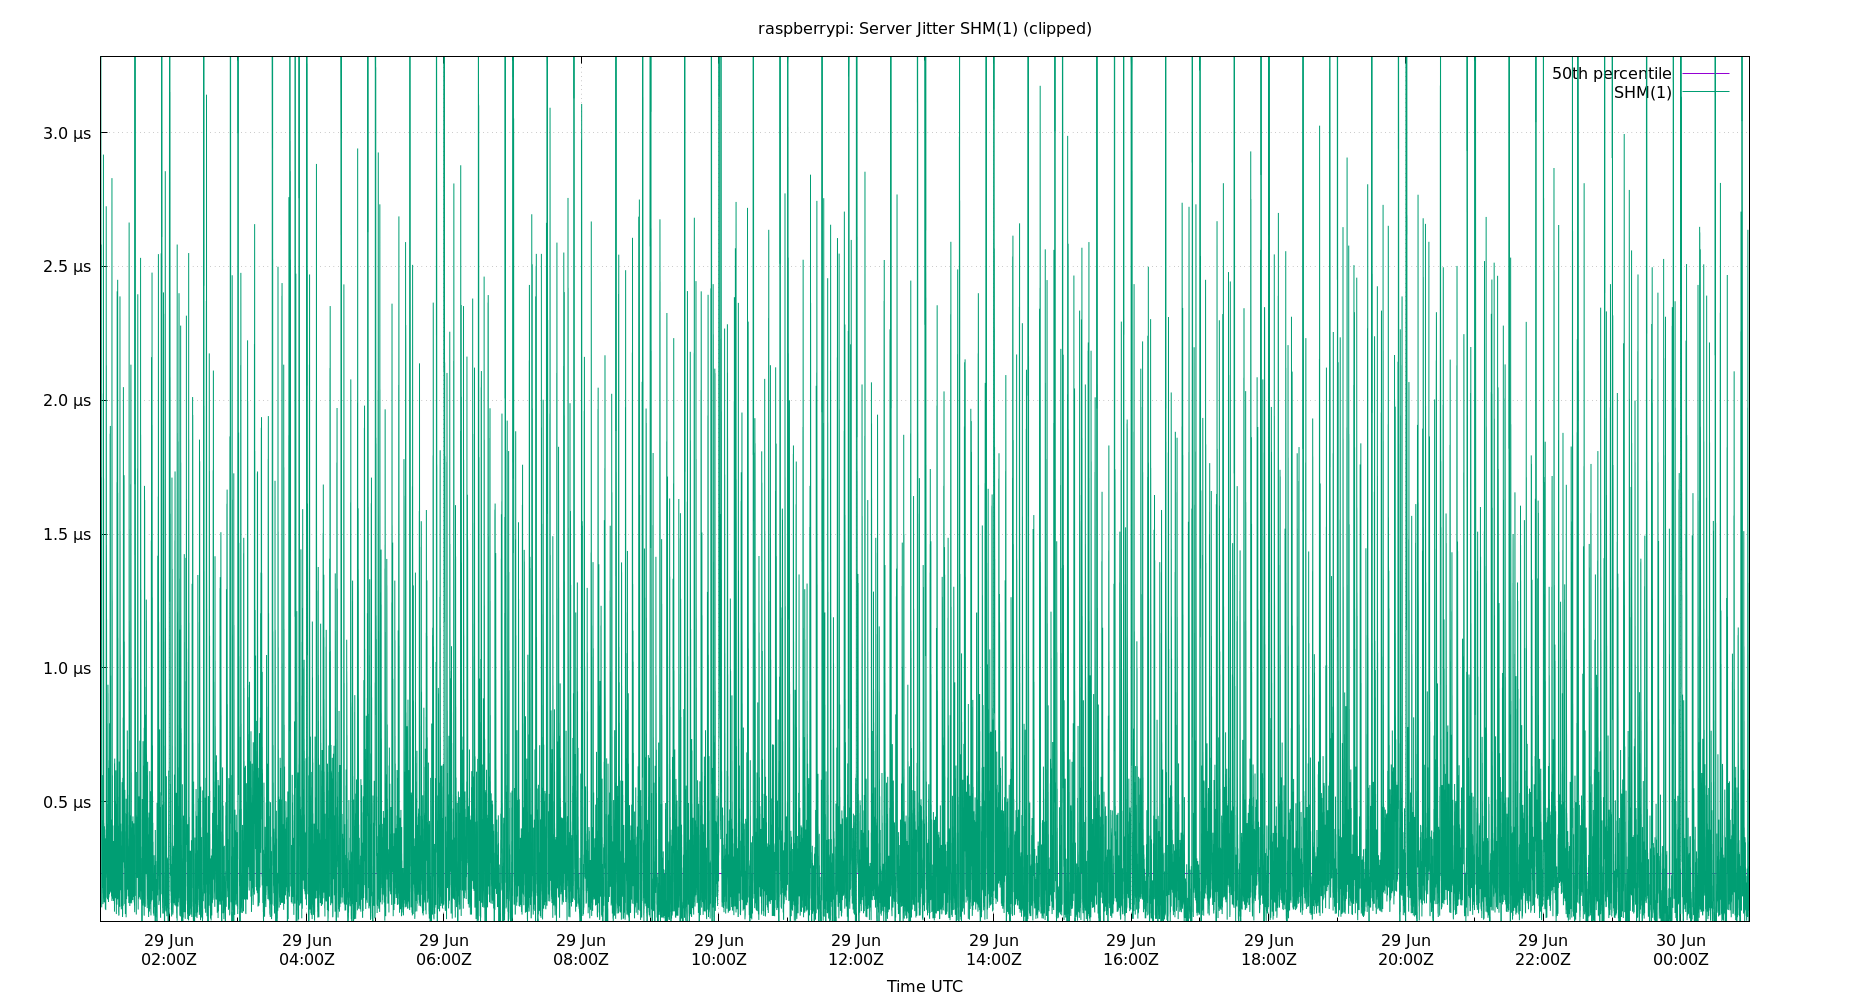 raspberrypi: Server Jitter SHM(1) (clipped)
50th percentile
SHM(1)
3.0 µs
2.5 µs
2.0 µs
1.5 µs
1.0 µs
0.5 µs
29 Jun 29 Jun 29 Jun 29 Jun 29 Jun 29 Jun 29 Jun 29 Jun 29 Jun 29 Jun 29 Jun 30 Jun
02:00Z 04:00Z 06:00Z 08:00Z 10:00Z 12:00Z 14:00Z 16:00Z 18:00Z 20:00Z 22:00Z 00:00Z
Time UTC